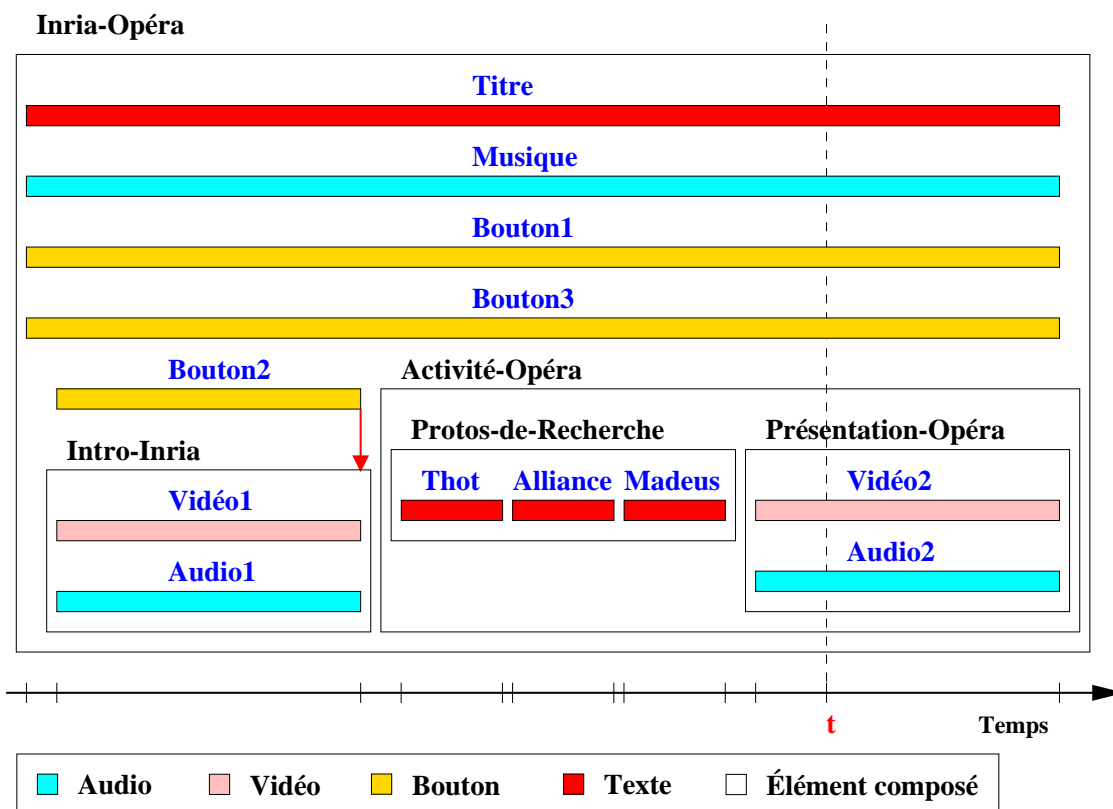 Inria-Opéra
Titre
Musique
Bouton1
Bouton3
Bouton2
Activité-Opéra
Protos-de-Recherche
Présentation-Opéra
Intro-Inria
Thot
Alliance
Madeus
Vidéo2
Vidéo1
Audio2
Audio1
t
Temps
Audio
Vidéo
Bouton
Texte
Élément composé